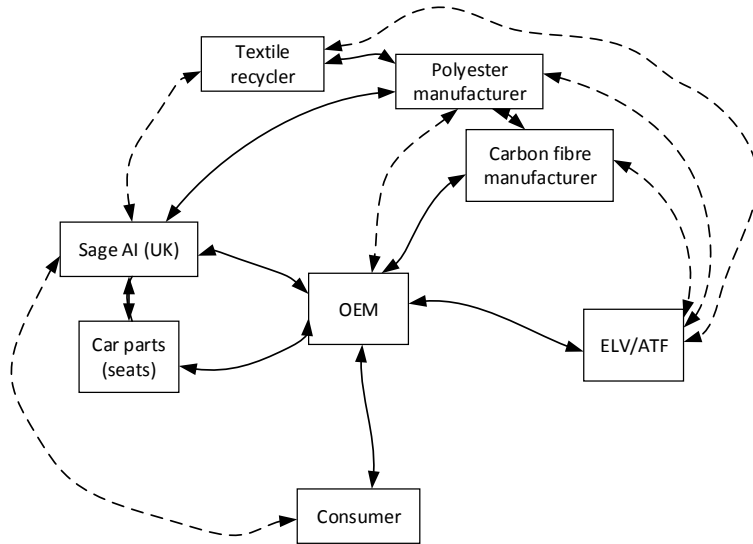 Textile
recycler
Polyester
manufacturer
Carbon fibre
manufacturer
Sage AI (UK)
OEM
ELV/ATF
Car parts
(seats)
Consumer